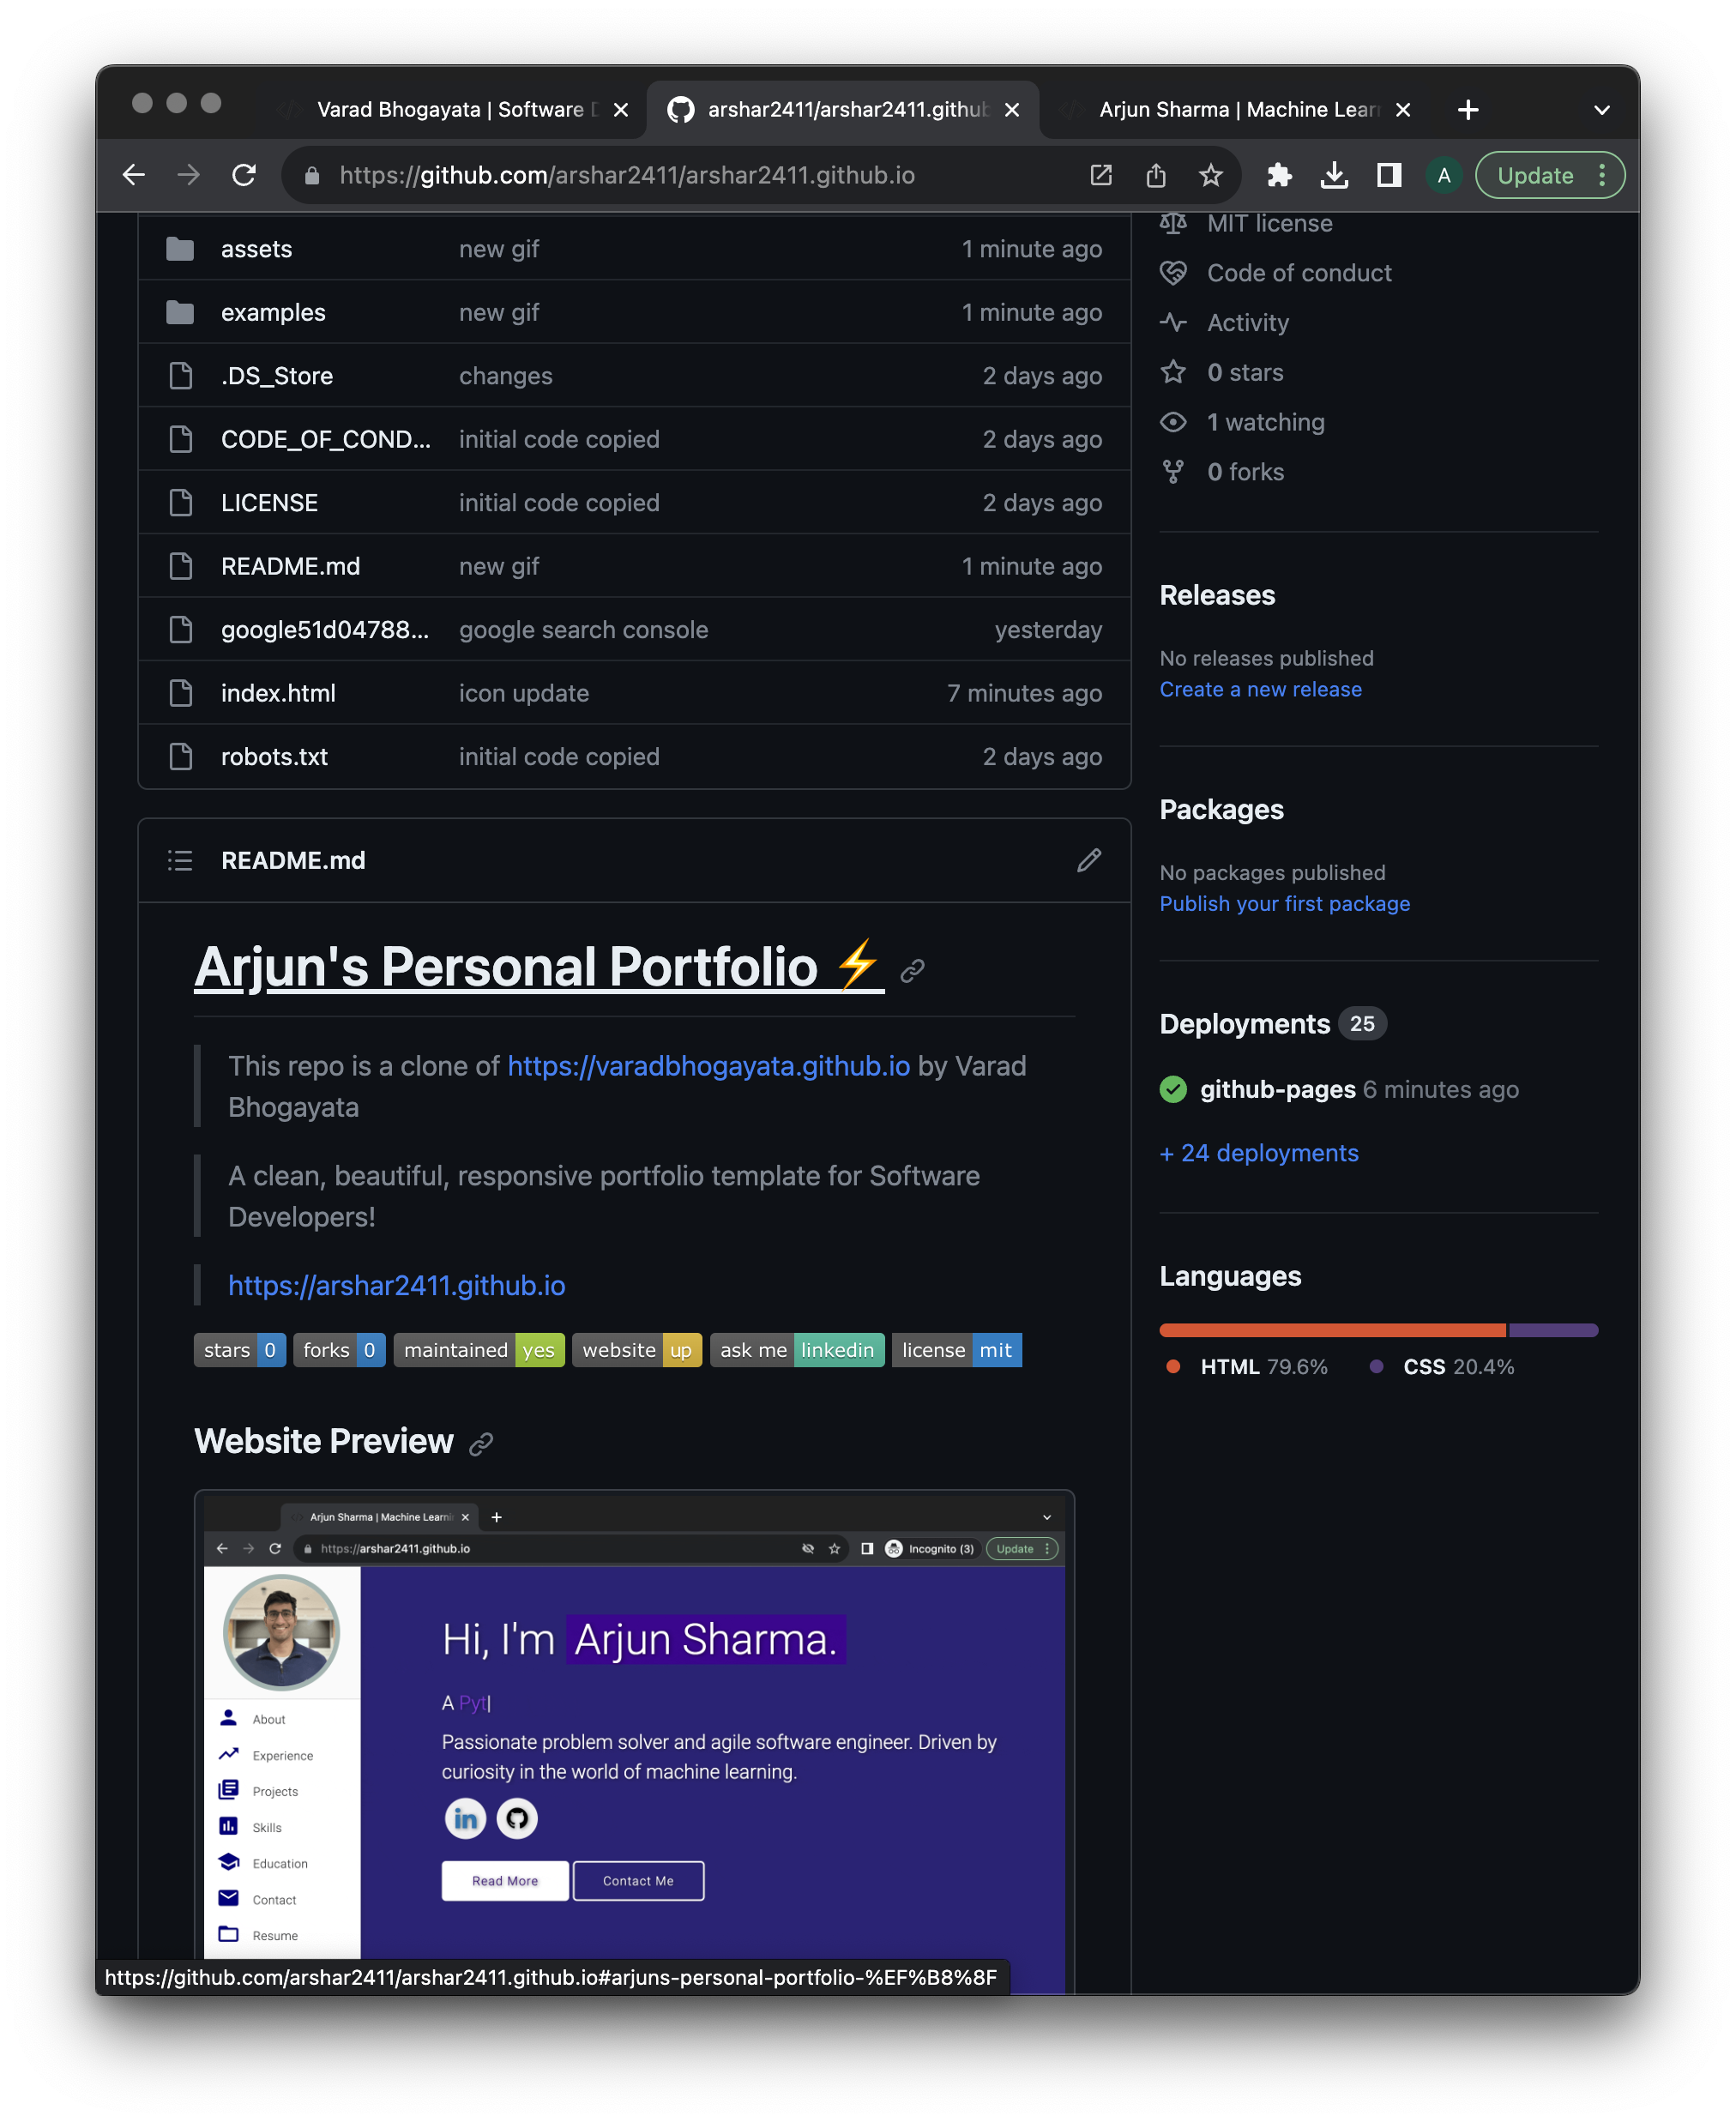 Varad Bhogayata | Software D
arshar2411/arshar2411.github
Arjun Sharma | Machine Lear
https://github.com/arshar2411/arshar2411.github.io
A
Update
assets new gif 1 minute ago
examples new gif 1 minute ago
.DS_Store changes 2 days ago
CODE_OF_COND... initial code copied 2 days ago
LICENSE initial code copied 2 days ago
README.md new gif 1 minute ago
google51d04788... google search console yesterday
index.html icon update 7 minutes ago
robots.txt initial code copied 2 days ago
README.md
Arjun's Personal Portfolio ⚡
This repo is a clone of https://varadbhogayata.github.io by Varad
Bhogayata
A clean, beautiful, responsive portfolio template for Software
Developers!
https://arshar2411.github.io
stars 0 forks 0 maintained yes website up ask me linkedin license mit
Website Preview
Arjun Sharma | Machine Learni
https://arshar2411.github.io
Incognito (3)
Update
About
Experience
Projects
Skills
Education
Contact
Resume
Hi, I'm Arjun Sharma.
A Pyt|
Passionate problem solver and agile software engineer. Driven by
curiosity in the world of machine learning.
in
Read More
Contact Me
MIT license
Code of conduct
Activity
0 stars
1 watching
0 forks
Releases
No releases published
Create a new release
Packages
No packages published
Publish your first package
Deployments 25
github-pages 6 minutes ago
+ 24 deployments
Languages
HTML 79.6% CSS 20.4%
https://github.com/arshar2411/arshar2411.github.io#arjuns-personal-portfolio-%EF%B8%8F